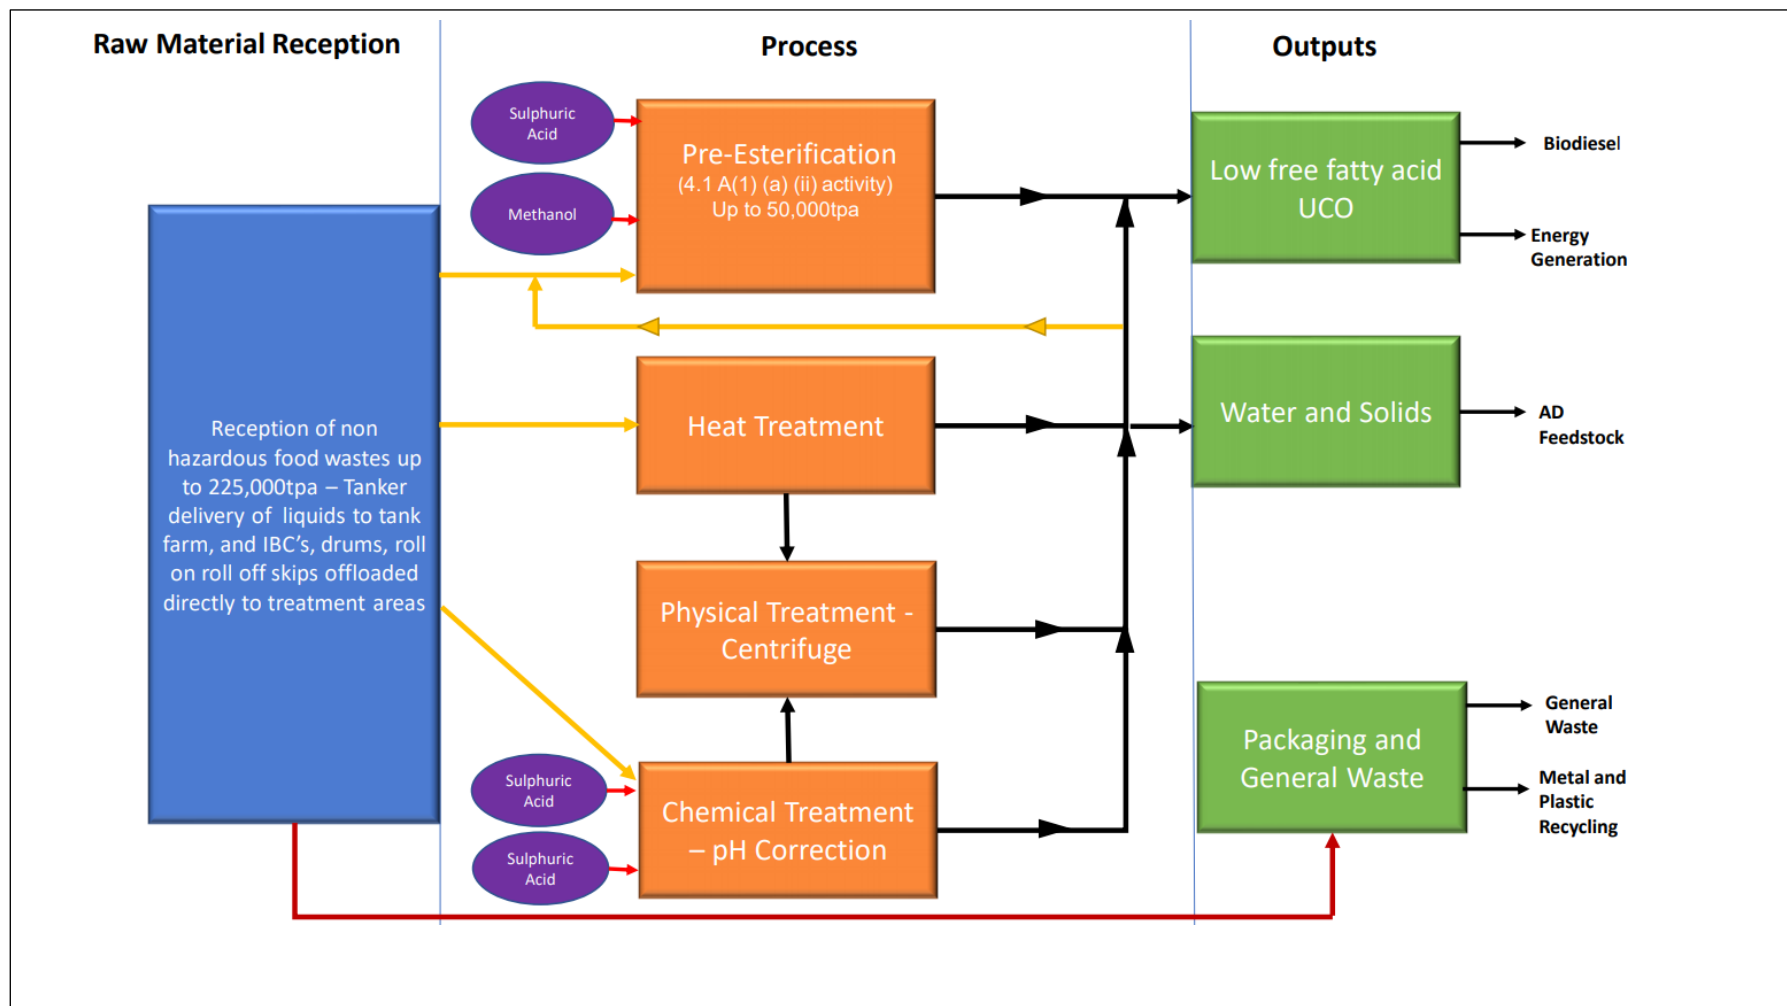 Raw Material Reception
Process
Outputs
Reception of non
hazardous food wastes up
to 225,000tpa – Tanker
delivery of liquids to tank
farm, and IBC's, drums, roll
on roll off skips offloaded
directly to treatment areas
Sulphuric
Acid
Methanol
Pre-Esterification
(4.1 A(1) (a) (ii) activity)
Up to 50,000tpa
Heat Treatment
Physical Treatment -
Centrifuge
Sulphuric
Acid
Sulphuric
Acid
Chemical Treatment
– pH Correction
Low free fatty acid
UCO
Biodiesel
Energy
Generation
Water and Solids
AD
Feedstock
Packaging and
General Waste
General
Waste
Metal and
Plastic
Recycling